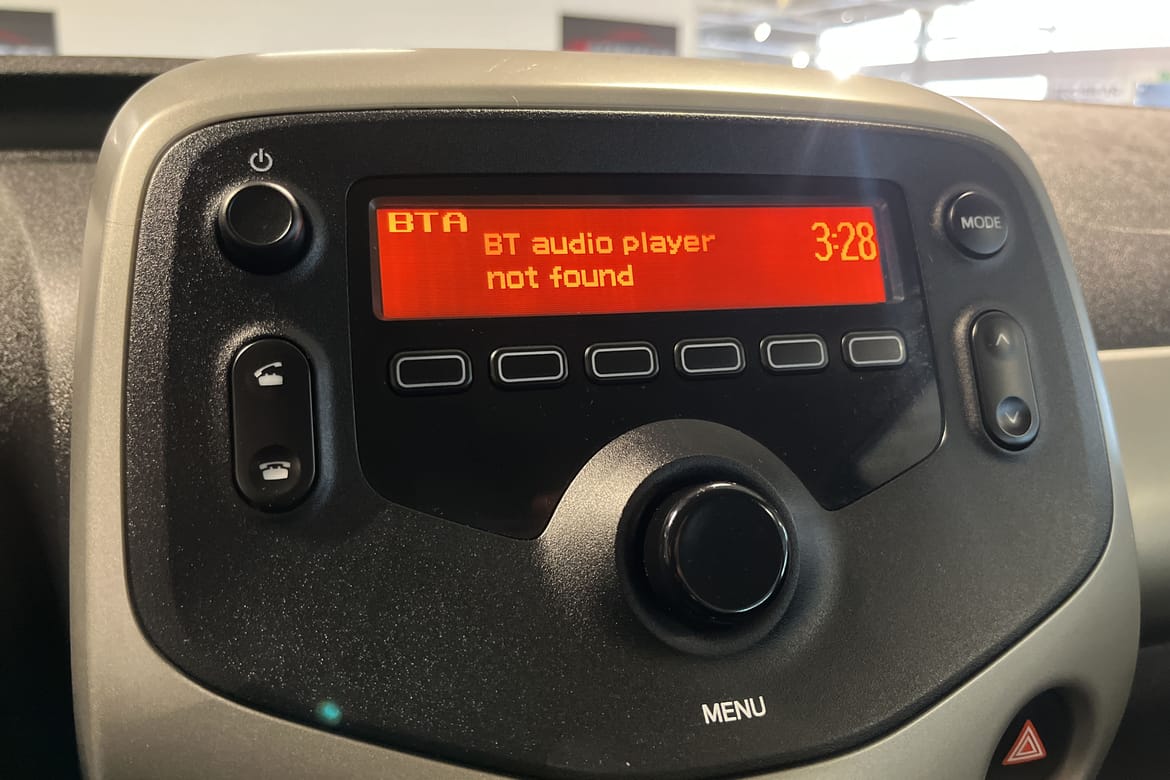 BTA
BT audio player
not found
3:28
MODE
MENU